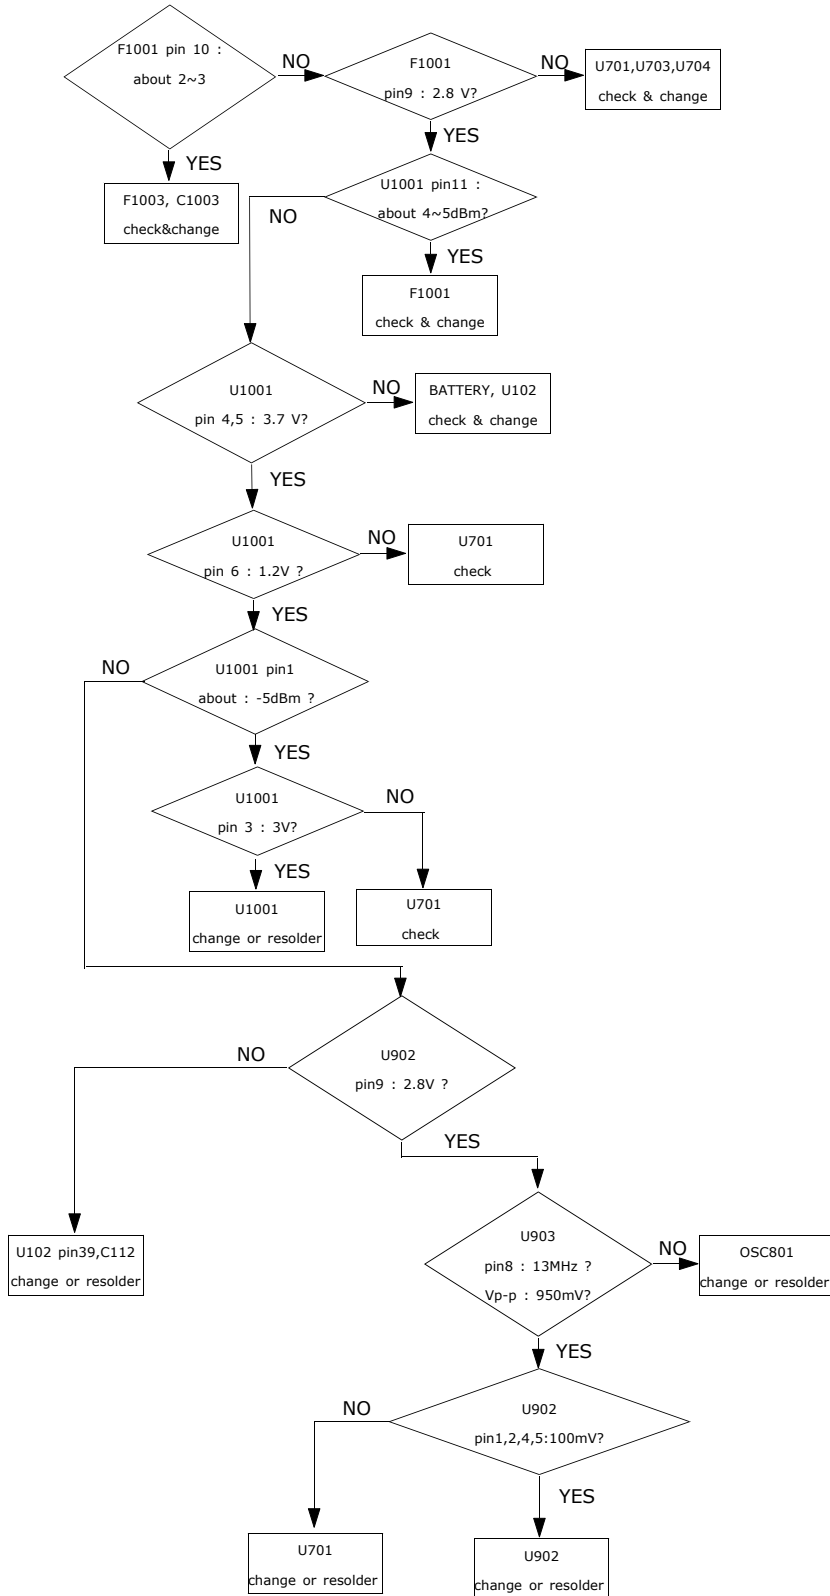 F1001 pin 10 :
about 2~3
NO
F1001
pin9 : 2.8 V?
NO
U701,U703,U704
check & change
YES
YES
F1003, C1003
check&change
U1001 pin11 :
about 4~5dBm?
NO
YES
F1001
check & change
U1001
pin 4,5 : 3.7 V?
NO
BATTERY, U102
check & change
YES
U1001
pin 6 : 1.2V ?
NO
U701
check
YES
NO
U1001 pin1
about : -5dBm ?
YES
U1001
pin 3 : 3V?
NO
YES
U1001
change or resolder
U701
check
NO
U902
pin9 : 2.8V ?
YES
U102 pin39,C112
change or resolder
U903
pin8 : 13MHz ?
Vp-p : 950mV?
NO
OSC801
change or resolder
YES
NO
U902
pin1,2,4,5:100mV?
YES
U701
change or resolder
U902
change or resolder